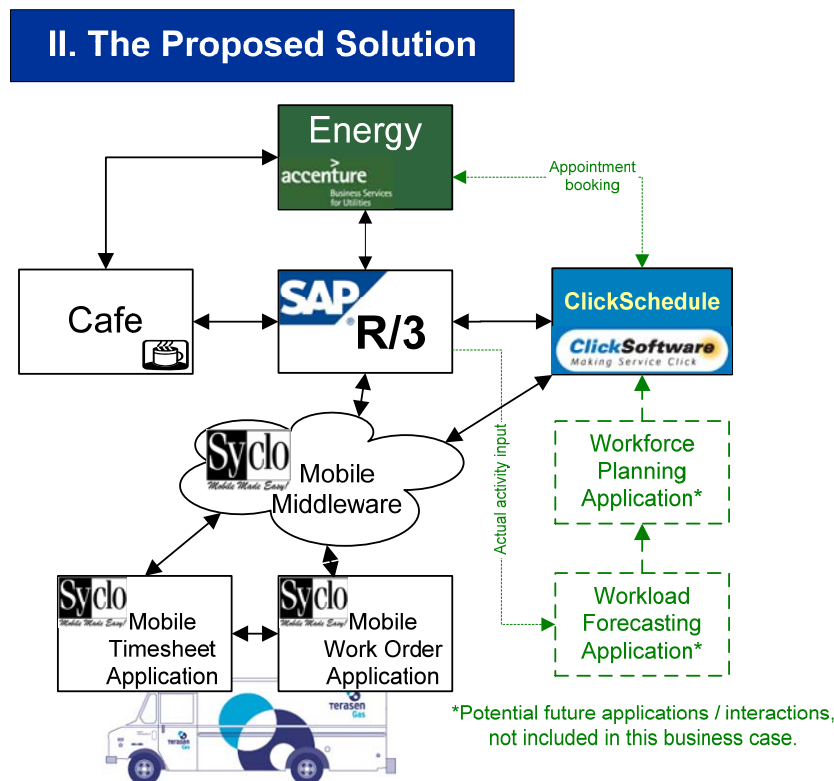 II. The Proposed Solution
Energy
>
accenture
Business Services
for Utilities
Appointment
booking
Cafe
SAP
®
R/3
ClickSchedule
ClickSoftware
Making Service Click
Syclo
Mobile Made Easy!
Mobile
Middleware
Actual activity input
Workforce
Planning
Application*
Workload
Forecasting
Application*
Syclo
Mobile Made Easy!
Mobile
Timesheet
Application
Syclo
Mobile Made Easy!
Mobile
Work Order
Application
Terasen
Gas
Terasen
Gas
*Potential future applications / interactions,
not included in this business case.